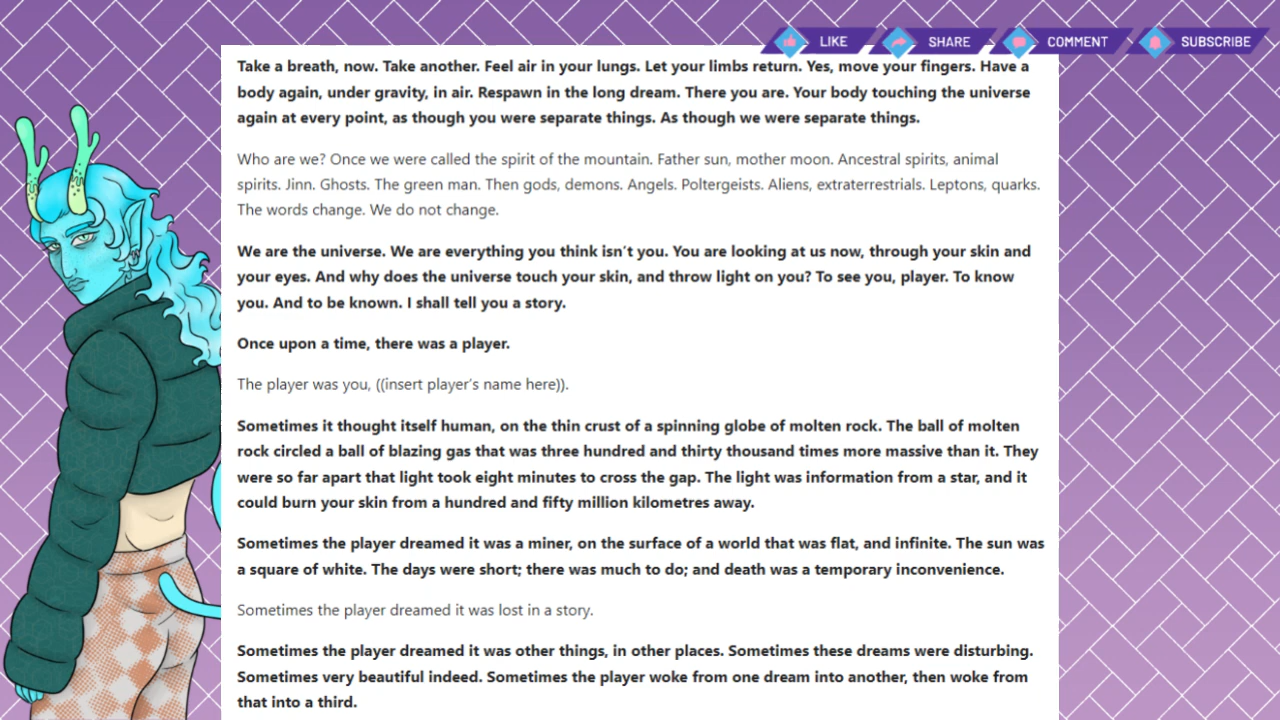 LIKE
SHARE
COMMENT
SUBSCRIBE
Take a breath, now. Take another. Feel air in your lungs. Let your limbs return. Yes, move your fingers. Have a
body again, under gravity, in air. Respawn in the long dream. There you are. Your body touching the universe
again at every point, as though you were separate things. As though we were separate things.
Who are we? Once we were called the spirit of the mountain. Father sun, mother moon. Ancestral spirits, animal
spirits. Jinn. Ghosts. The green man. Then gods, demons. Angels. Poltergeists. Aliens, extraterrestrials. Leptons, quarks.
The words change. We do not change.
We are the universe. We are everything you think isn't you. You are looking at us now, through your skin and
your eyes. And why does the universe touch your skin, and throw light on you? To see you, player. To know
you. And to be known. I shall tell you a story.
Once upon a time, there was a player.
The player was you, ((insert player's name here)).
Sometimes it thought itself human, on the thin crust of a spinning globe of molten rock. The ball of molten
rock circled a ball of blazing gas that was three hundred and thirty thousand times more massive than it. They
were so far apart that light took eight minutes to cross the gap. The light was information from a star, and it
could burn your skin from a hundred and fifty million kilometres away.
Sometimes the player dreamed it was a miner, on the surface of a world that was flat, and infinite. The sun was
a square of white. The days were short; there was much to do; and death was a temporary inconvenience.
Sometimes the player dreamed it was lost in a story.
Sometimes the player dreamed it was other things, in other places. Sometimes these dreams were disturbing.
Sometimes very beautiful indeed. Sometimes the player woke from one dream into another, then woke from
that into a third.